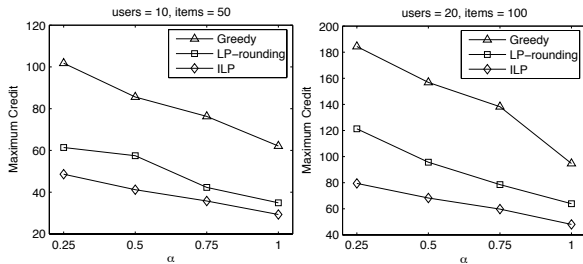 users = 10, items = 50
Maximum Credit
120
100
80
60
40
20
0.25
0.5
0.75
1
α
Greedy
LP-rounding
ILP
users = 20, items = 100
Maximum Credit
200
180
160
140
120
100
80
60
40
0.25
0.5
0.75
1
α
Greedy
LP-rounding
ILP